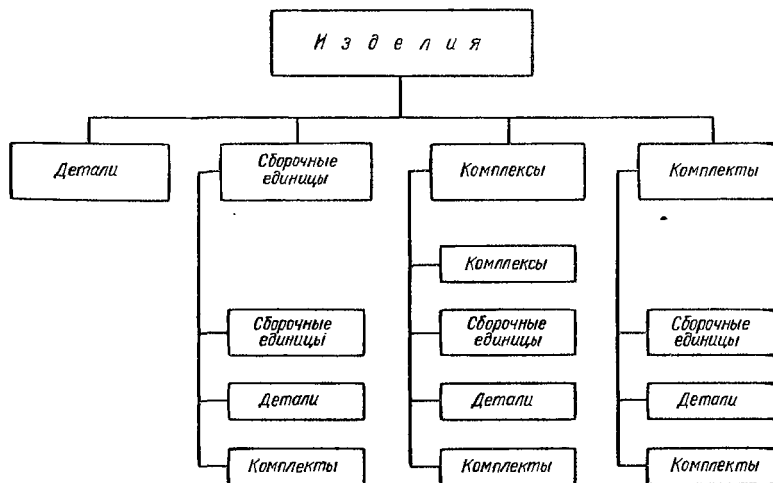 Изделия
Детали
Сборочные
единицы
Комплексы
Комплекты
Комплексы
Сборочные
единицы
Сборочные
единицы
Сборочные
единицы
Детали
Детали
Детали
Комплекты
Комплекты
Комплекты